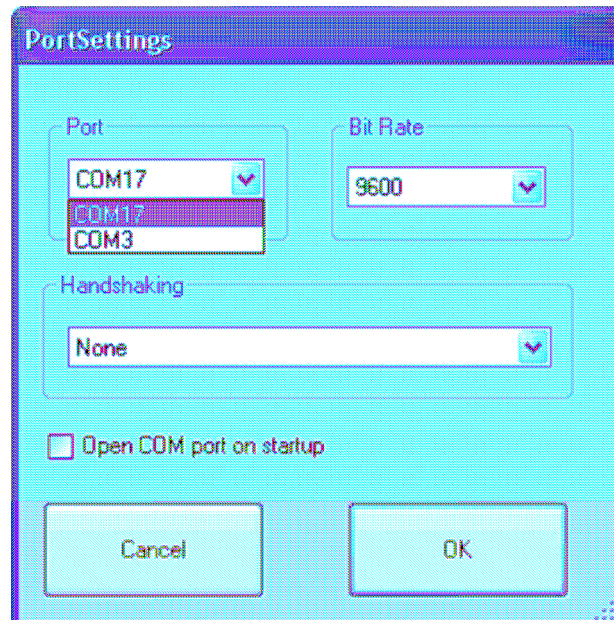 PortSettings
Port
Bit Rate
COM17
9600
COM17
COM3
Handshaking
None
Open COM port on startup
Cancel
OK